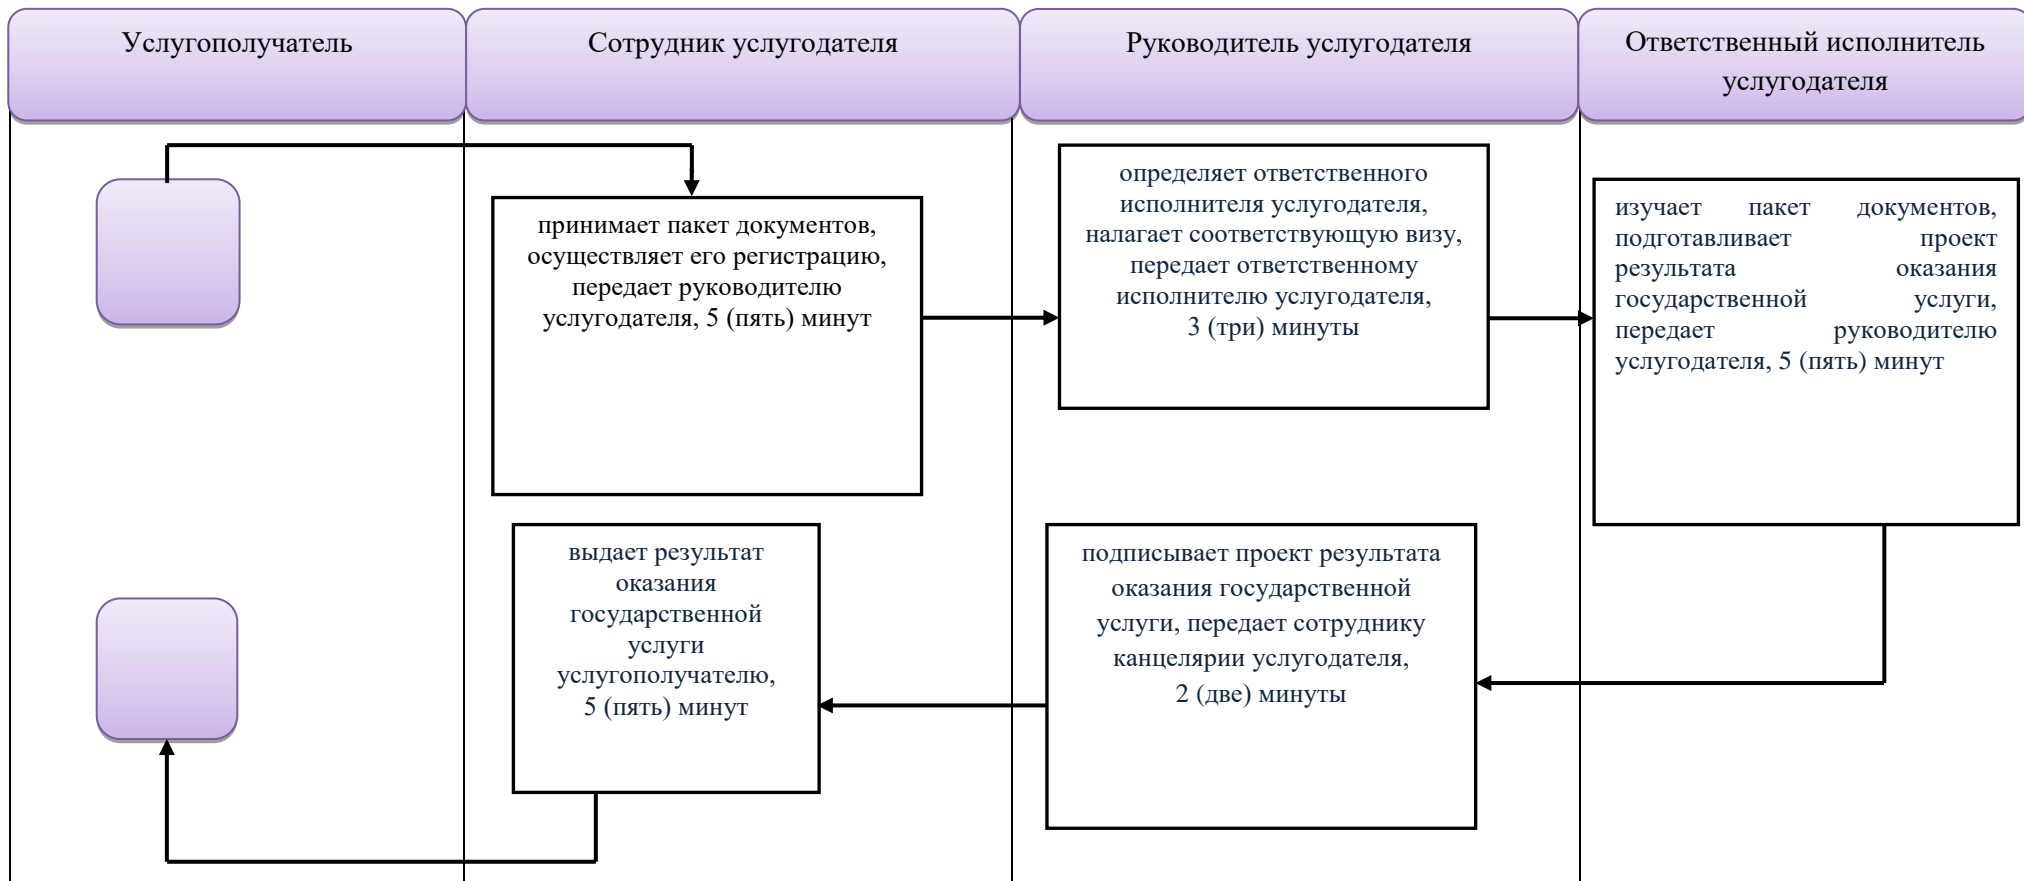 Услугополучатель
Сотрудник услугодателя
Руководитель услугодателя
Ответственный исполнитель
услугодателя
принимает пакет документов,
осуществляет его регистрацию,
передает руководителю
услугодателя, 5 (пять) минут
определяет ответственного
исполнителя услугодателя,
налагает соответствующую визу,
передает ответственному
исполнителю услугодателя,
3 (три) минуты
изучает пакет документов,
подготавливает проект
результата оказания
государственной услуги,
передает руководителю
услугодателя, 5 (пять) минут
выдает результат
оказания
государственной
услуги
услугополучателю,
5 (пять) минут
подписывает проект результата
оказания государственной
услуги, передает сотруднику
канцелярии услугодателя,
2 (две) минуты